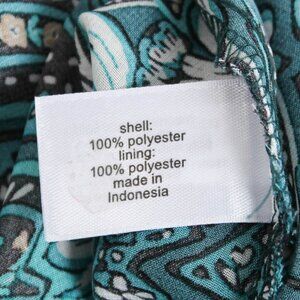 shell:
100% polyester
lining:
100% polyester
made in
Indonesia